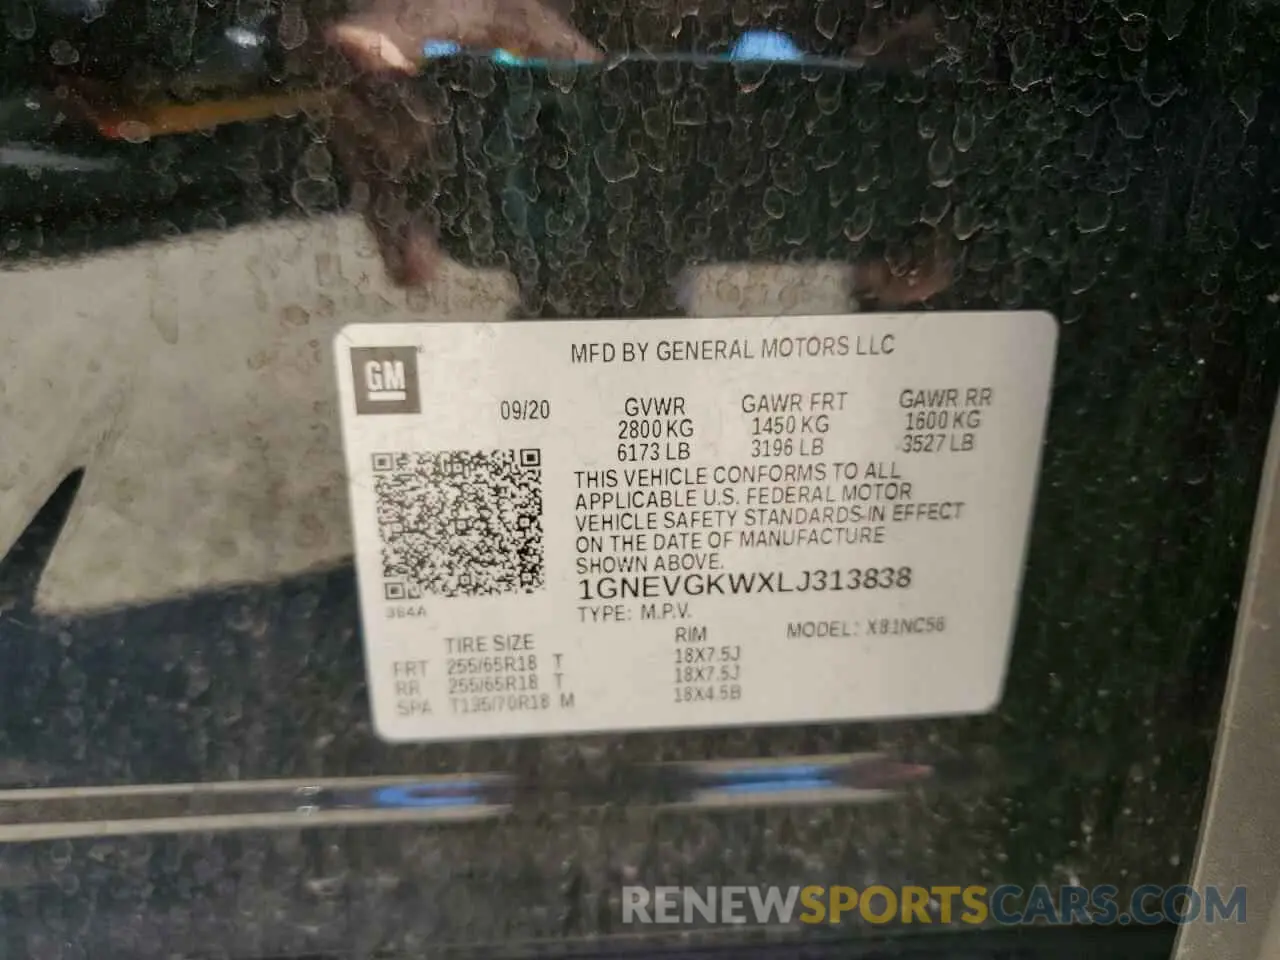 MFD BY GENERAL MOTORS LLC
GM
09/20 GVWR GAWR FRT GAWR RR
2800 KG 1450 KG 1600 KG
6173 LB 3196 LB 3527 LB
THIS VEHICLE CONFORMS TO ALL
APPLICABLE U.S. FEDERAL MOTOR
VEHICLE SAFETY STANDARDS IN EFFECT
ON THE DATE OF MANUFACTURE
SHOWN ABOVE.
1GNEVGKWXLJ313838
384A
TYPE: M.P.V.
MODEL: X81NC56
TIRE SIZE RIM
FRT 255/65R18 T 18X7.5J
RR 255/65R18 T 18X7.5J
SPA T135/70R18 M 18X4.5B
RENEWSPORTSCARS.COM